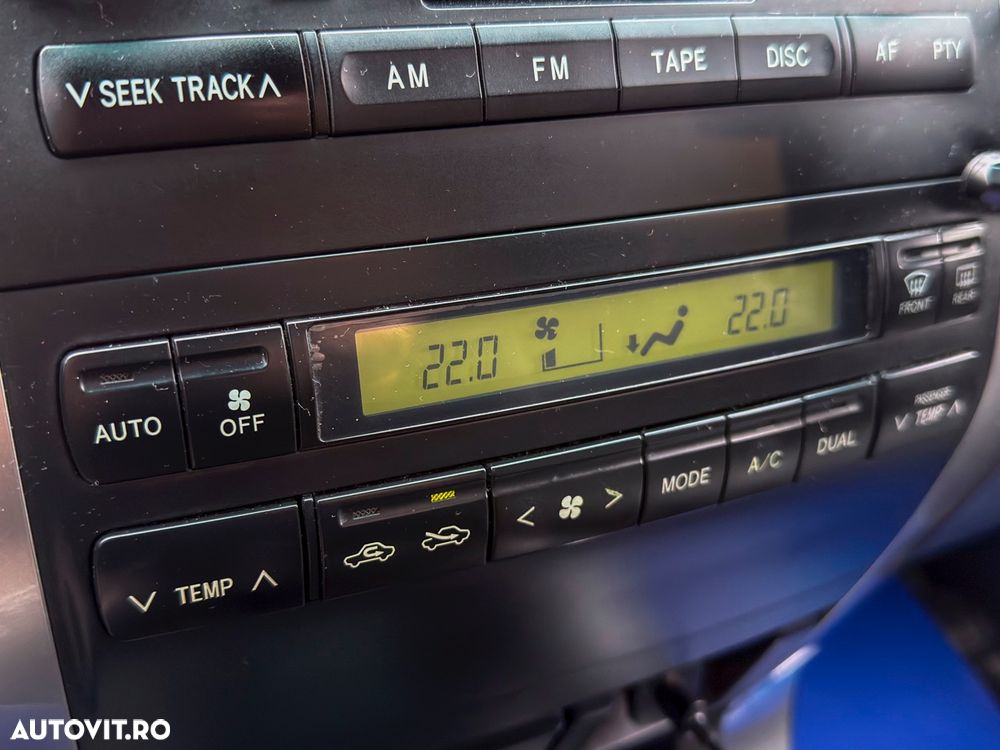 ∨ SEEK TRACK ∧
AM
FM
TAPE
DISC
AF PTY
22.0
22.0
FRONT
REAR
AUTO
OFF
MODE
A/C
DUAL
PASSENGER
∨ TEMP ∧
∨ TEMP ∧
< >
AUTOVIT.RO